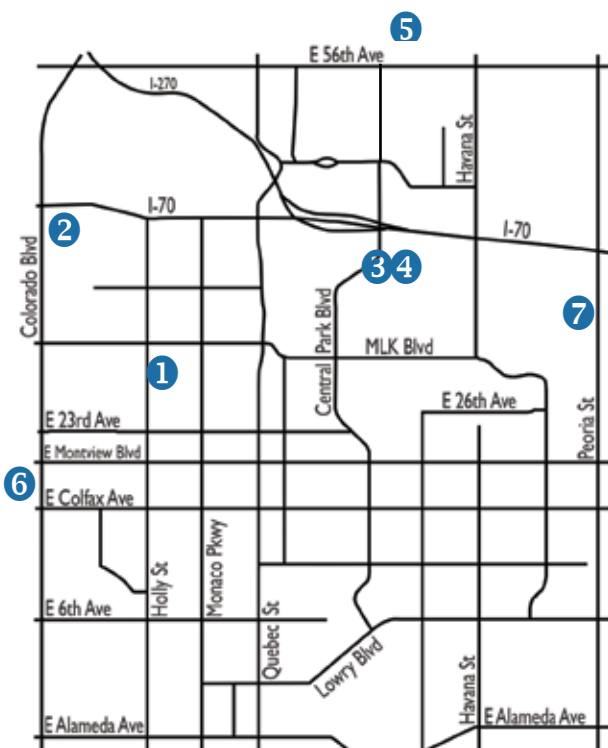 5
E 56th Ave
I-270
Havana St
I-70
2
I-70
3 4
Colorado Blvd
Central Park Blvd
7
MLK Blvd
1
E 26th Ave
Peoria St
E 23rd Ave
E Montview Blvd
6
E Colfax Ave
Holly St
Monaco Pkwy
E 6th Ave
Quebec St
Lowry Blvd
Havana St
E Alameda Ave
E Alameda Ave